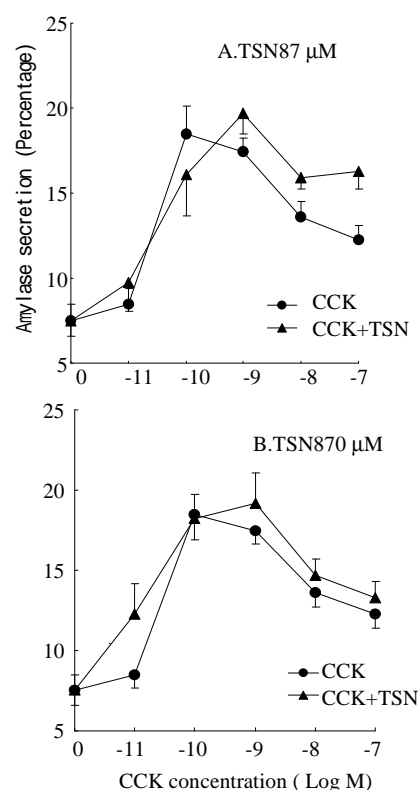 25
A.TSN87 μM
20
15
10
5
Amylase secretion (Percentage)
CCK
CCK+TSN
0 -11 -10 -9 -8 -7
25
B.TSN870 μM
20
15
10
5
CCK
CCK+TSN
0 -11 -10 -9 -8 -7
CCK concentration ( Log M)